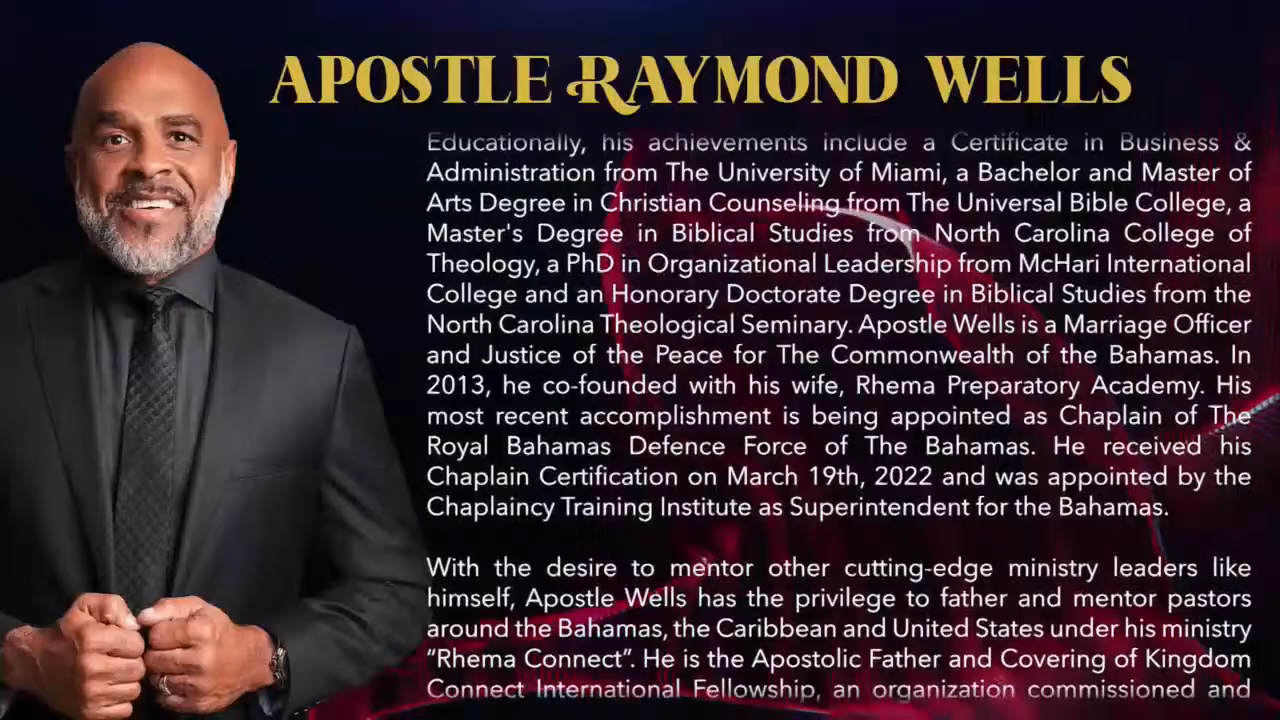 APOSTLE RAYMOND WELLS
Educationally, his achievements include a Certificate in Business &
Administration from The University of Miami, a Bachelor and Master of
Arts Degree in Christian Counseling from The Universal Bible College, a
Master's Degree in Biblical Studies from North Carolina College of
Theology, a PhD in Organizational Leadership from McHari International
College and an Honorary Doctorate Degree in Biblical Studies from the
North Carolina Theological Seminary. Apostle Wells is a Marriage Officer
and Justice of the Peace for The Commonwealth of the Bahamas. In
2013, he co-founded with his wife, Rhema Preparatory Academy. His
most recent accomplishment is being appointed as Chaplain of The
Royal Bahamas Defence Force of The Bahamas. He received his
Chaplain Certification on March 19th, 2022 and was appointed by the
Chaplaincy Training Institute as Superintendent for the Bahamas.
With the desire to mentor other cutting-edge ministry leaders like
himself, Apostle Wells has the privilege to father and mentor pastors
around the Bahamas, the Caribbean and United States under his ministry
“Rhema Connect”. He is the Apostolic Father and Covering of Kingdom
Connect International Fellowship, an organization commissioned and